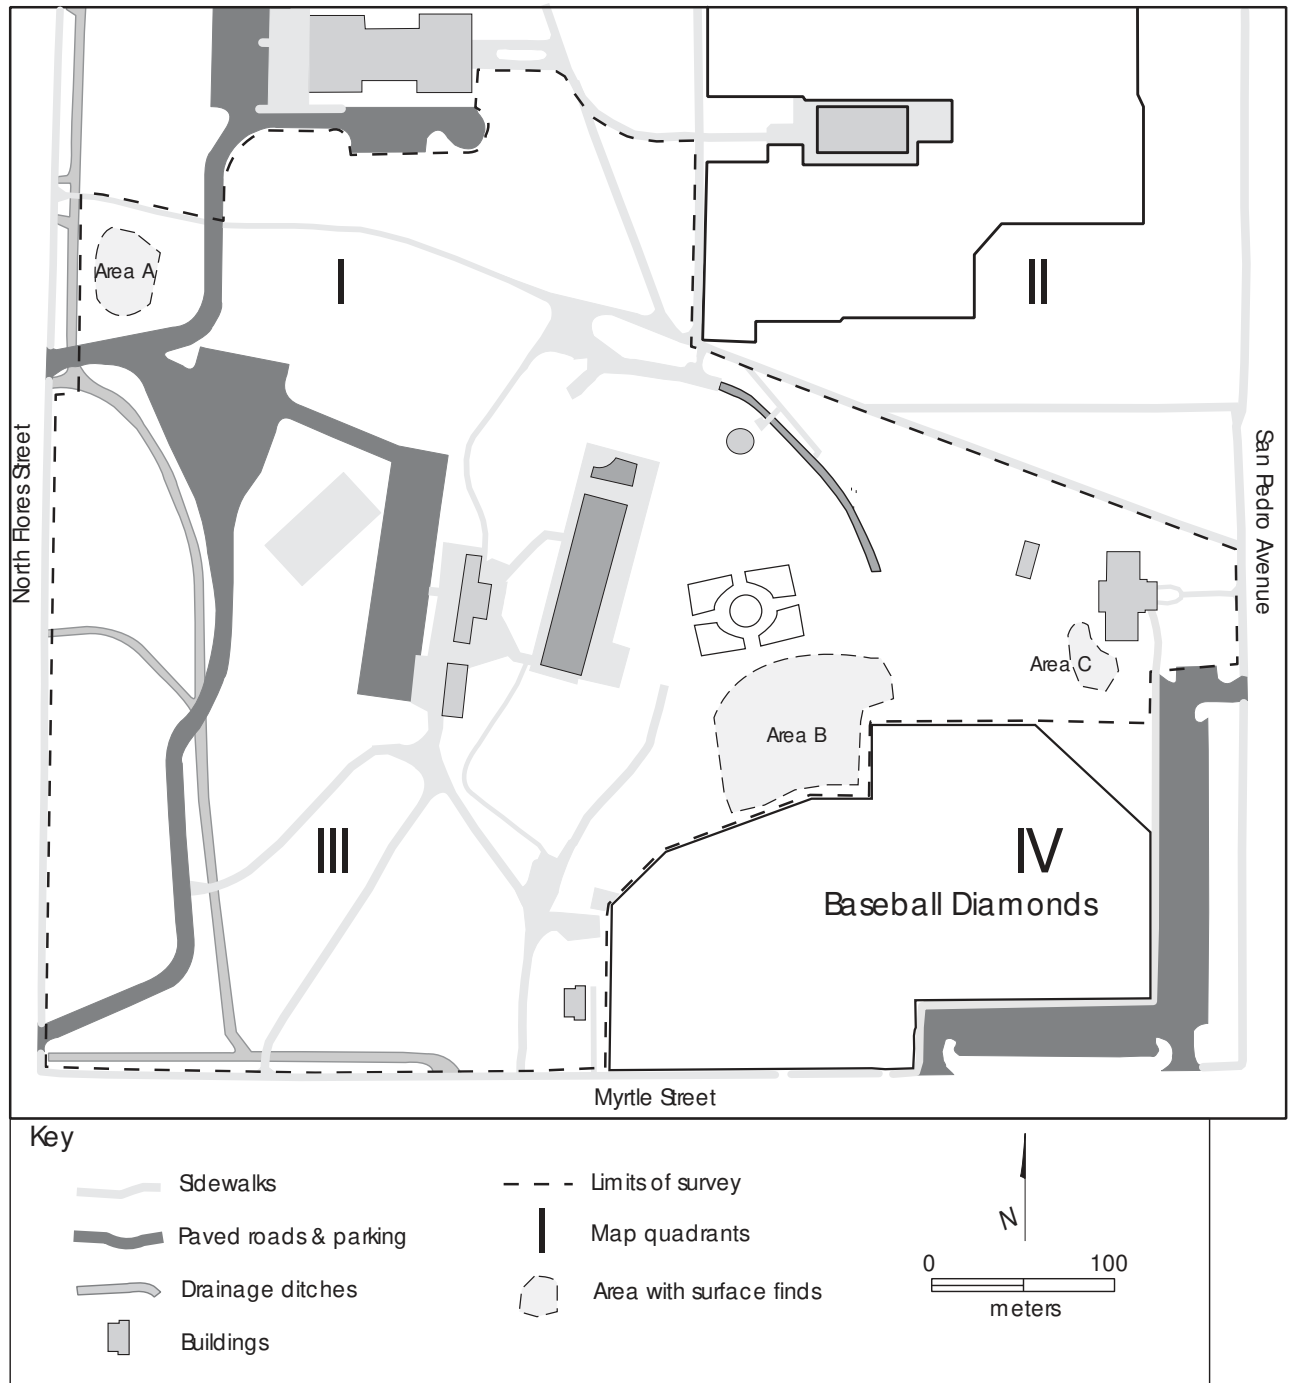 I
II
Area A
North Flores Street
San Pedro Avenue
Area C
Area B
III
IV
Baseball Diamonds
Myrtle Street
Key
Sidewalks
Limits of survey
Paved roads & parking
Map quadrants
Drainage ditches
Area with surface finds
Buildings
N
0 100
meters